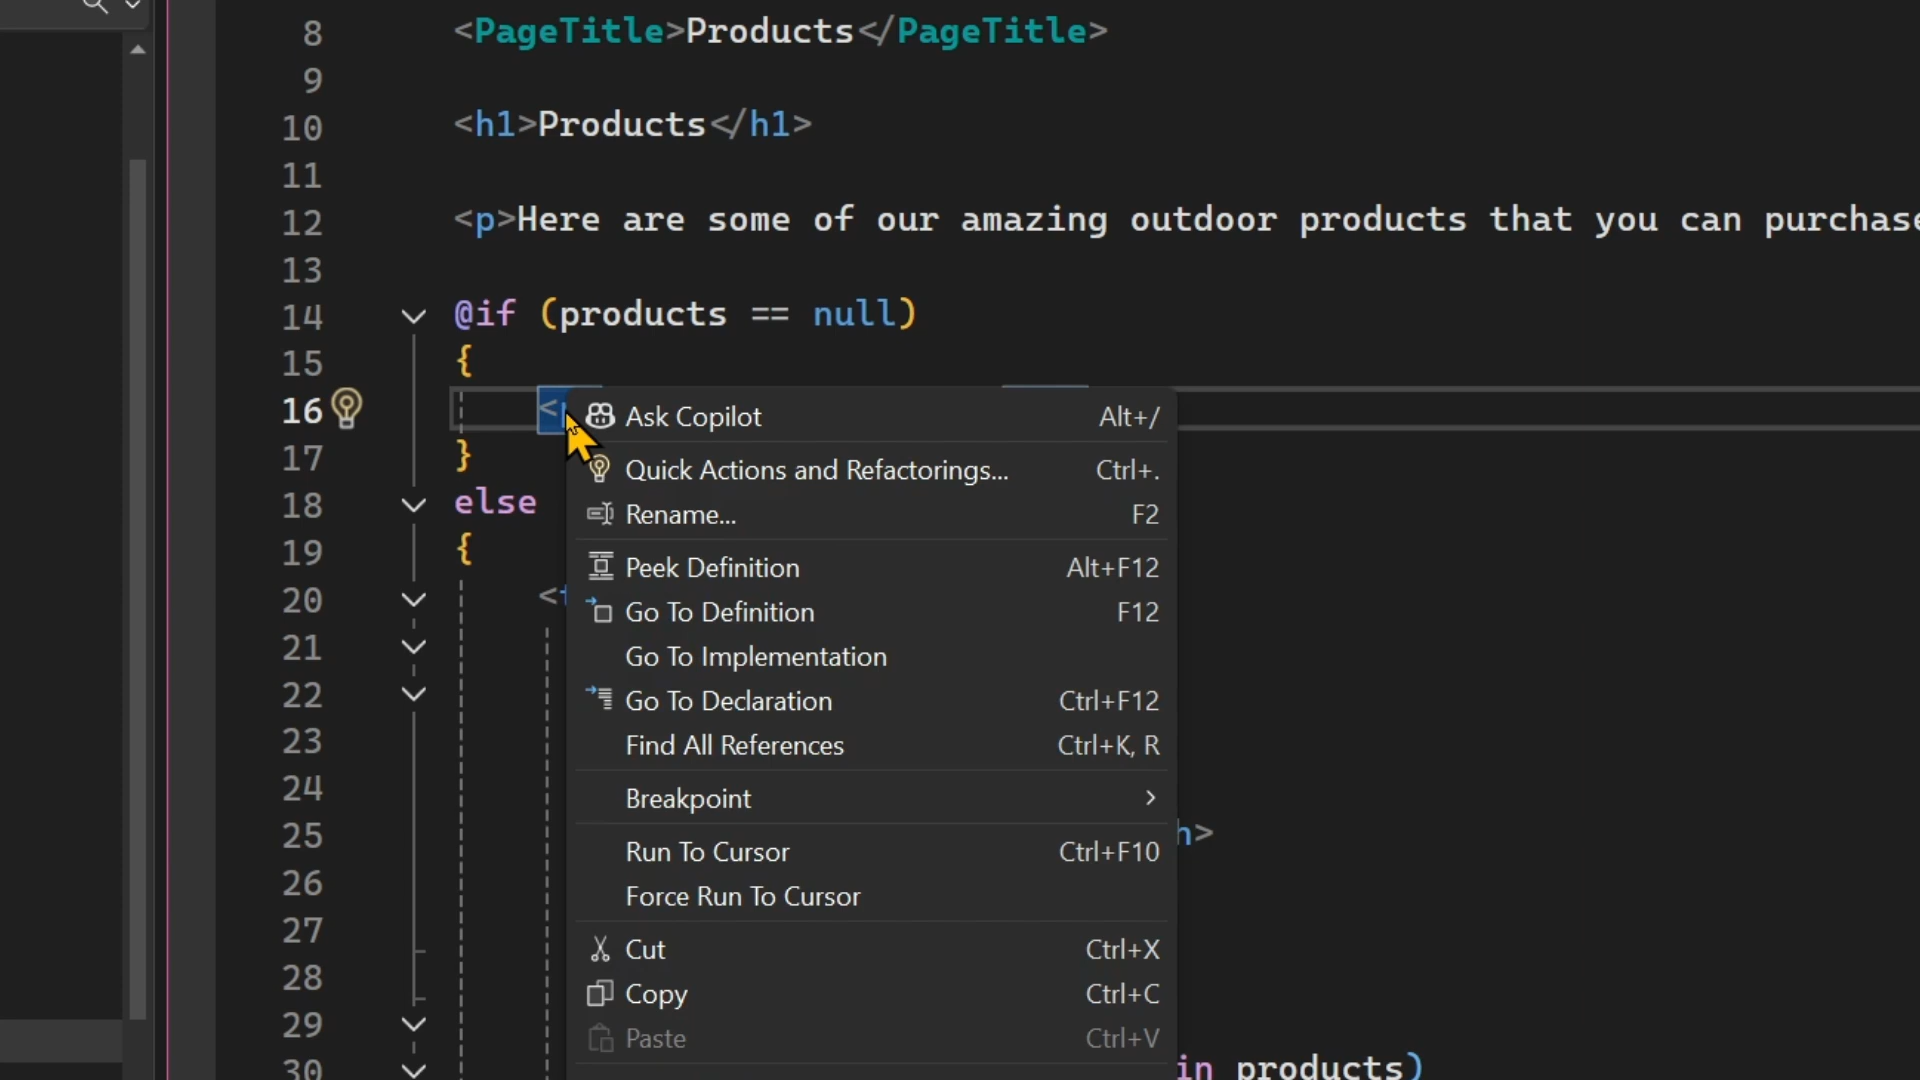 8 <PageTitle>Products</PageTitle>
9
10 <h1>Products</h1>
11
12 <p>Here are some of our amazing outdoor products that you can purchase
13
14 @if (products == null)
15 {
16 <
17 }
18 else
19 {
20 <
21
22
23
24
25 h>
26
27
28
29
30 in products)
Ask Copilot Alt+/
Quick Actions and Refactorings... Ctrl+.
Rename... F2
Peek Definition Alt+F12
Go To Definition F12
Go To Implementation
Go To Declaration Ctrl+F12
Find All References Ctrl+K, R
Breakpoint
Run To Cursor Ctrl+F10
Force Run To Cursor
Cut Ctrl+X
Copy Ctrl+C
Paste Ctrl+V